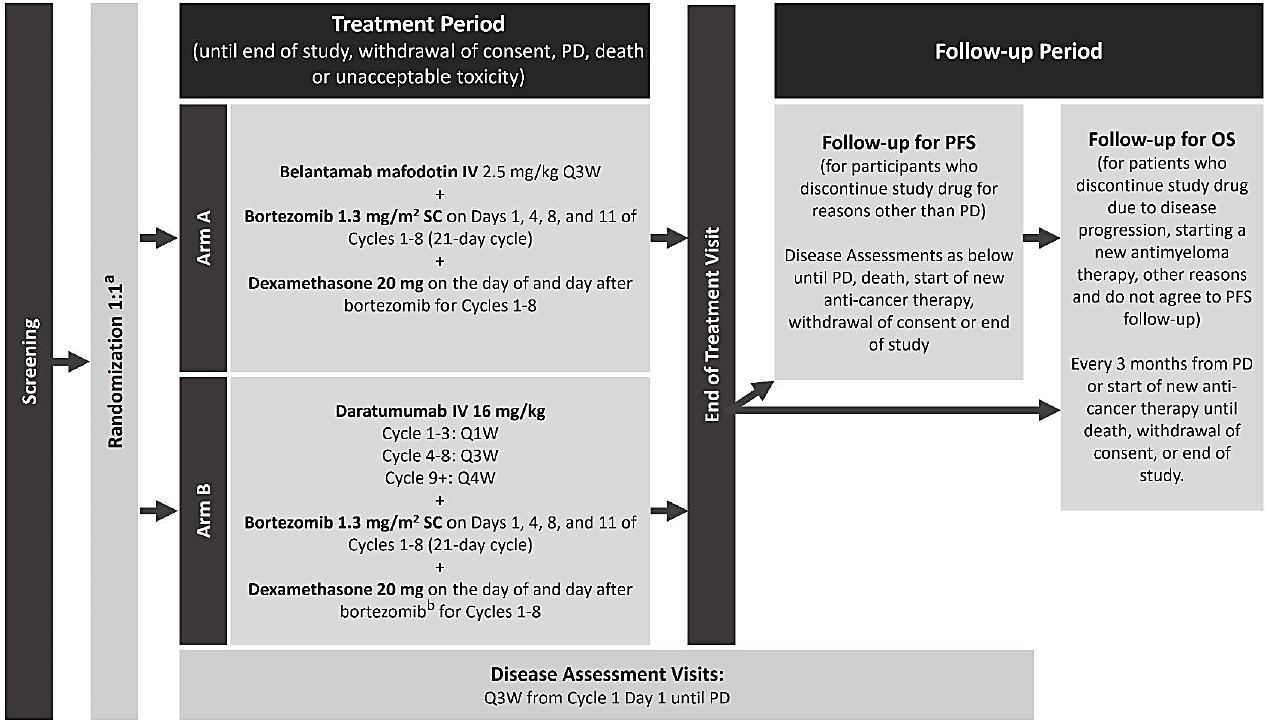 Screening
Randomization 1:1a
Treatment Period
(until end of study, withdrawal of consent, PD, death
or unacceptable toxicity)
Arm A
Belantamab mafodotin IV 2.5 mg/kg Q3W
+
Bortezomib 1.3 mg/m² SC on Days 1, 4, 8, and 11 of
Cycles 1-8 (21-day cycle)
+
Dexamethasone 20 mg on the day of and day after
bortezomib for Cycles 1-8
Arm B
Daratumumab IV 16 mg/kg
Cycle 1-3: Q1W
Cycle 4-8: Q3W
Cycle 9+: Q4W
+
Bortezomib 1.3 mg/m² SC on Days 1, 4, 8, and 11 of
Cycles 1-8 (21-day cycle)
+
Dexamethasone 20 mg on the day of and day after
bortezomibb for Cycles 1-8
End of Treatment Visit
Follow-up Period
Follow-up for PFS
(for participants who
discontinue study drug for
reasons other than PD)
Disease Assessments as below
until PD, death, start of new
anti-cancer therapy,
withdrawal of consent or end
of study
Follow-up for OS
(for patients who
discontinue study drug
due to disease
progression, starting a
new antimyeloma
therapy, other reasons
and do not agree to PFS
follow-up)
Every 3 months from PD
or start of new anti-
cancer therapy until
death, withdrawal of
consent, or end of
study.
Disease Assessment Visits:
Q3W from Cycle 1 Day 1 until PD